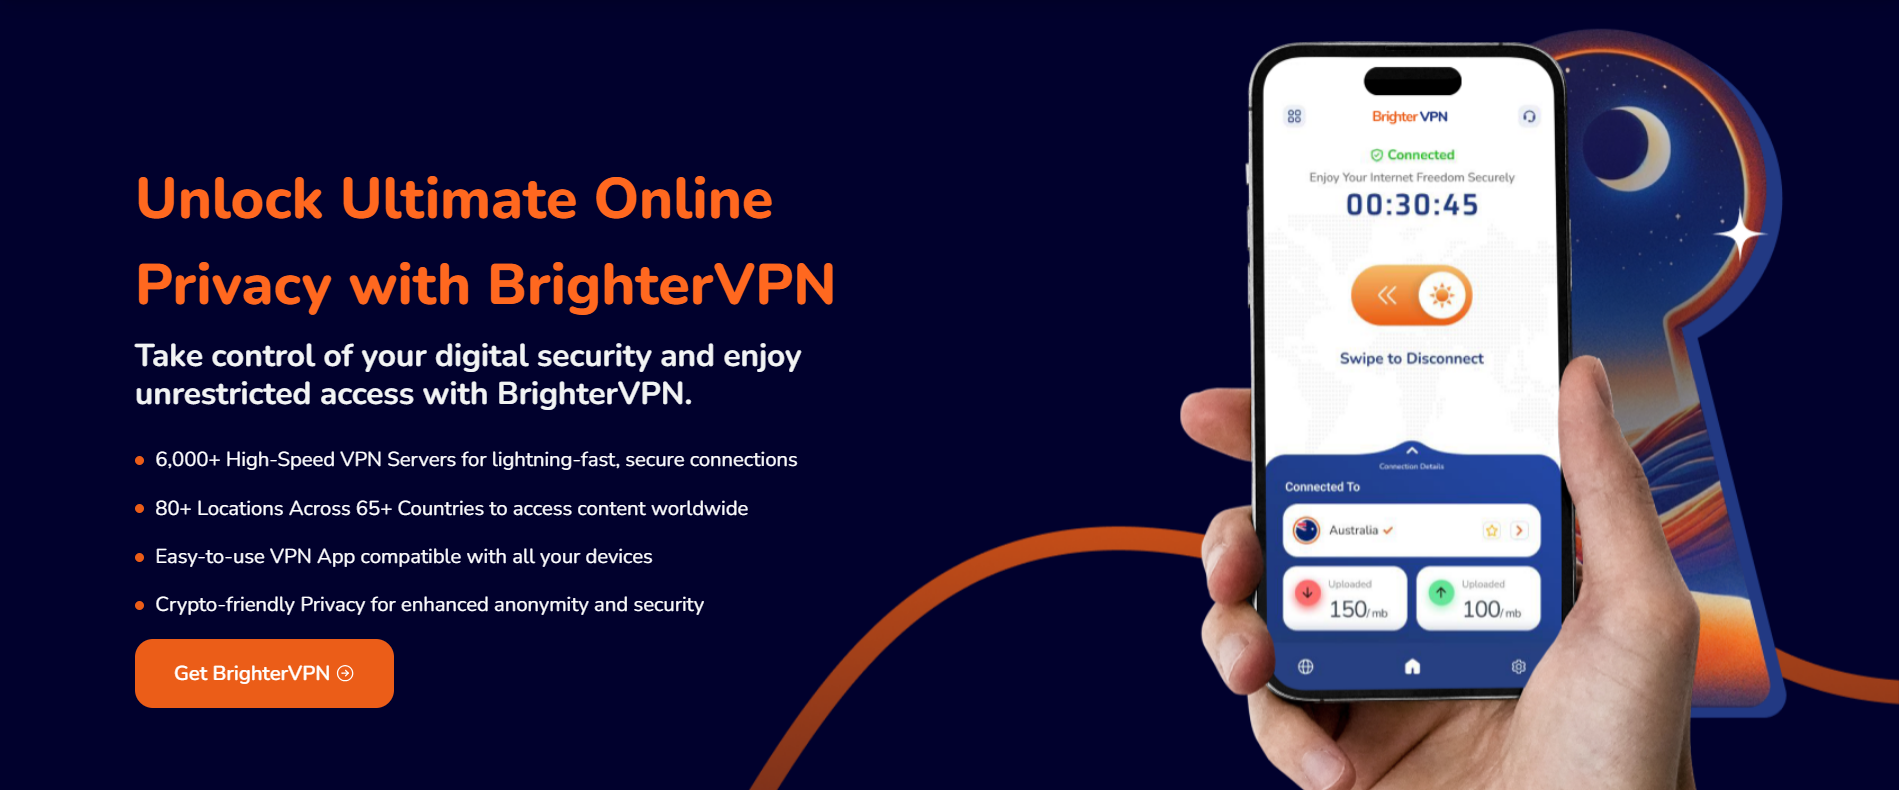 Unlock Ultimate Online
Privacy with BrighterVPN
Take control of your digital security and enjoy
unrestricted access with BrighterVPN.
6,000+ High-Speed VPN Servers for lightning-fast, secure connections
80+ Locations Across 65+ Countries to access content worldwide
Easy-to-use VPN App compatible with all your devices
Crypto-friendly Privacy for enhanced anonymity and security
Get BrighterVPN
Brighter VPN
Connected
Enjoy Your Internet Freedom Securely
00:30:45
Swipe to Disconnect
Connection Details
Connected To
Australia
Uploaded
150/mb
Uploaded
100/mb